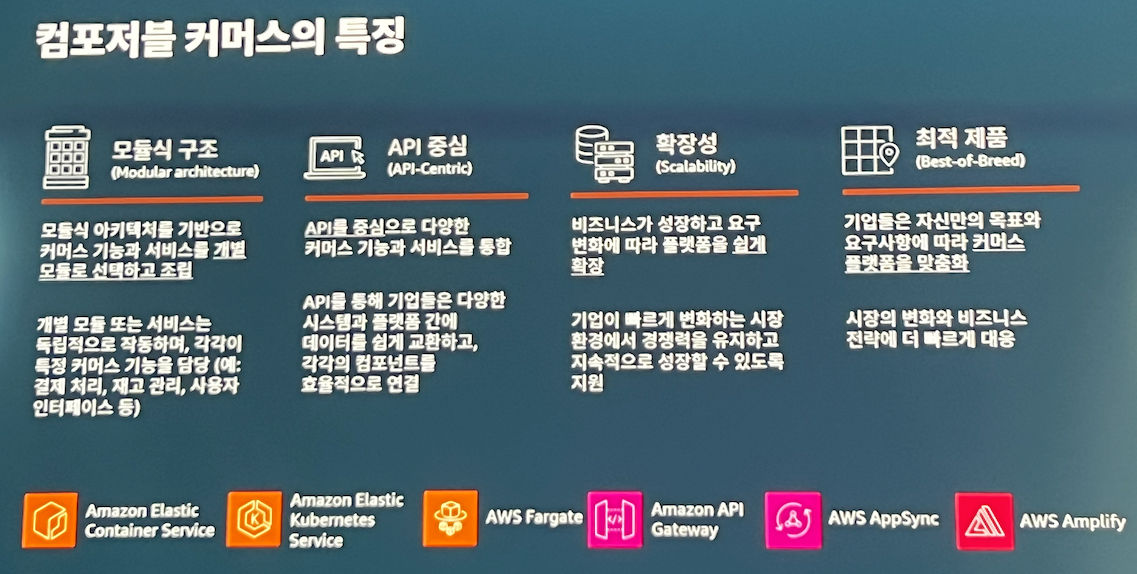 컴포저블 커머스의 특징
모듈식 구조
(Modular architecture)
모듈식 아키텍처를 기반으로
커머스 기능과 서비스를 개별
모듈로 선택하고 조립
개별 모듈 또는 서비스는
독립적으로 작동하며, 각각이
특정 커머스 기능을 담당 (예:
결제 처리, 재고 관리, 사용자
인터페이스 등)
API
API 중심
(API-Centric)
API를 중심으로 다양한
커머스 기능과 서비스를 통합
API를 통해 기업들은 다양한
시스템과 플랫폼 간에
데이터를 쉽게 교환하고,
각각의 컴포넌트를
효율적으로 연결
확장성
(Scalability)
비즈니스가 성장하고 요구
변화에 따라 플랫폼을 쉽게
확장
기업이 빠르게 변화하는 시장
환경에서 경쟁력을 유지하고
지속적으로 성장할 수 있도록
지원
최적 제품
(Best-of-Breed)
기업들은 자신만의 목표와
요구사항에 따라 커머스
플랫폼을 맞춤화
시장의 변화와 비즈니스
전략에 더 빠르게 대응
Amazon Elastic
Container Service
Amazon Elastic
Kubernetes
Service
AWS Fargate
Amazon API
Gateway
AWS AppSync
AWS Amplify